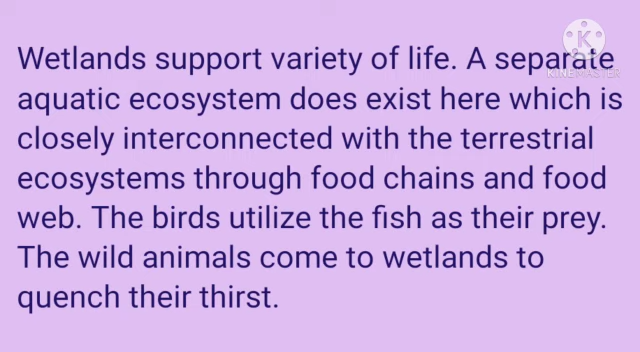 Wetlands support variety of life. A separate
KINEMASTER
aquatic ecosystem does exist here which is
closely interconnected with the terrestrial
ecosystems through food chains and food
web. The birds utilize the fish as their prey.
The wild animals come to wetlands to
quench their thirst.